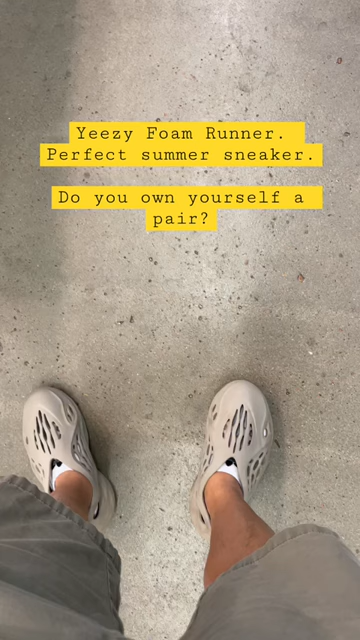 Yeezy Foam Runner.
Perfect summer sneaker.
Do you own yourself a
pair?